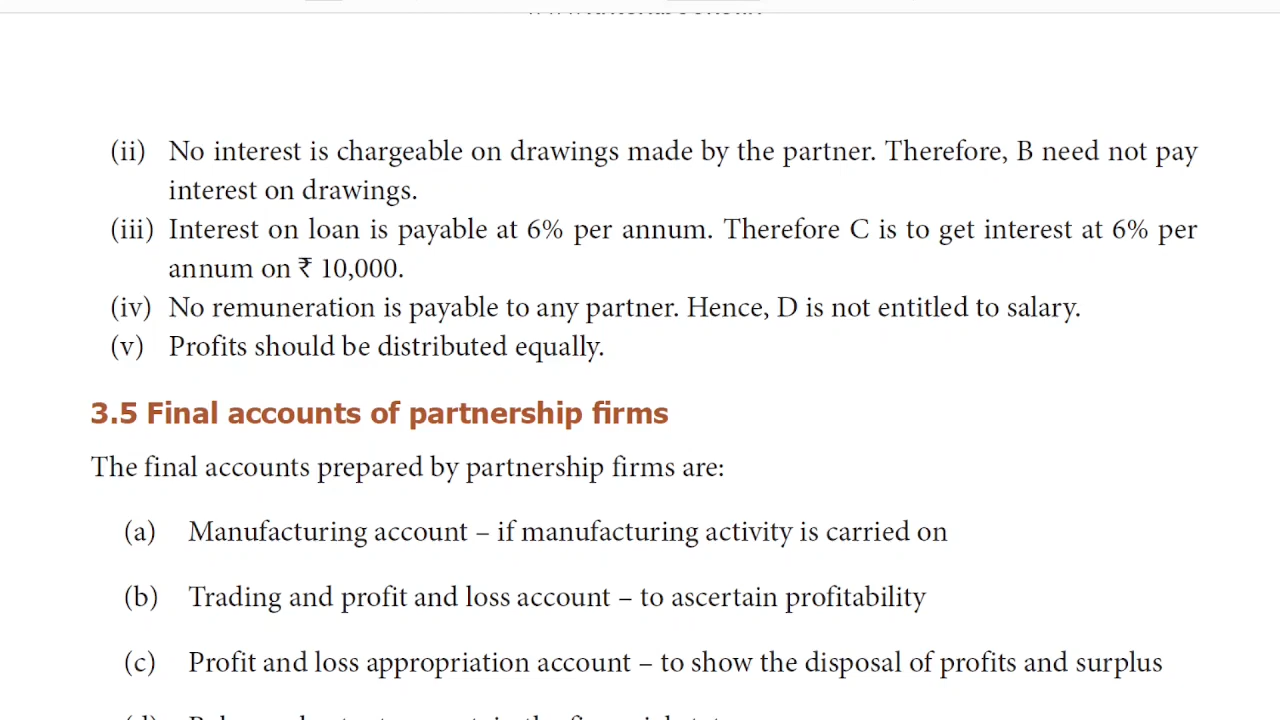 (ii) No interest is chargeable on drawings made by the partner. Therefore, B need not pay
interest on drawings.
(iii) Interest on loan is payable at 6% per annum. Therefore C is to get interest at 6% per
annum on ₹ 10,000.
(iv) No remuneration is payable to any partner. Hence, D is not entitled to salary.
(v) Profits should be distributed equally.
3.5 Final accounts of partnership firms
The final accounts prepared by partnership firms are:
(a) Manufacturing account – if manufacturing activity is carried on
(b) Trading and profit and loss account – to ascertain profitability
(c) Profit and loss appropriation account – to show the disposal of profits and surplus